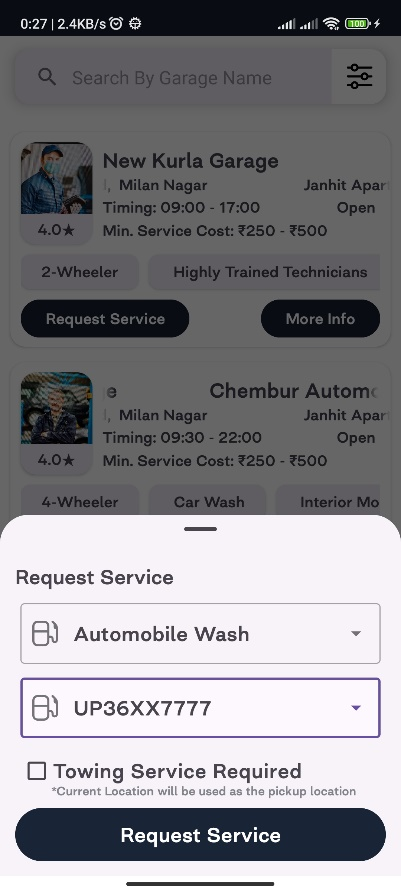 0:27 | 2.4KB/s
100
Search By Garage Name
New Kurla Garage
Milan Nagar Janhit Apar
Timing: 09:00 - 17:00 Open
Min. Service Cost: ₹250 - ₹500
4.0★
2-Wheeler Highly Trained Technicians
Request Service More Info
e Chembur Automo
Milan Nagar Janhit Apar
Timing: 09:30 - 22:00 Open
Min. Service Cost: ₹250 - ₹500
4.0★
4-Wheeler Car Wash Interior Mo
Request Service
Automobile Wash
UP36XX7777
Towing Service Required
*Current Location will be used as the pickup location
Request Service